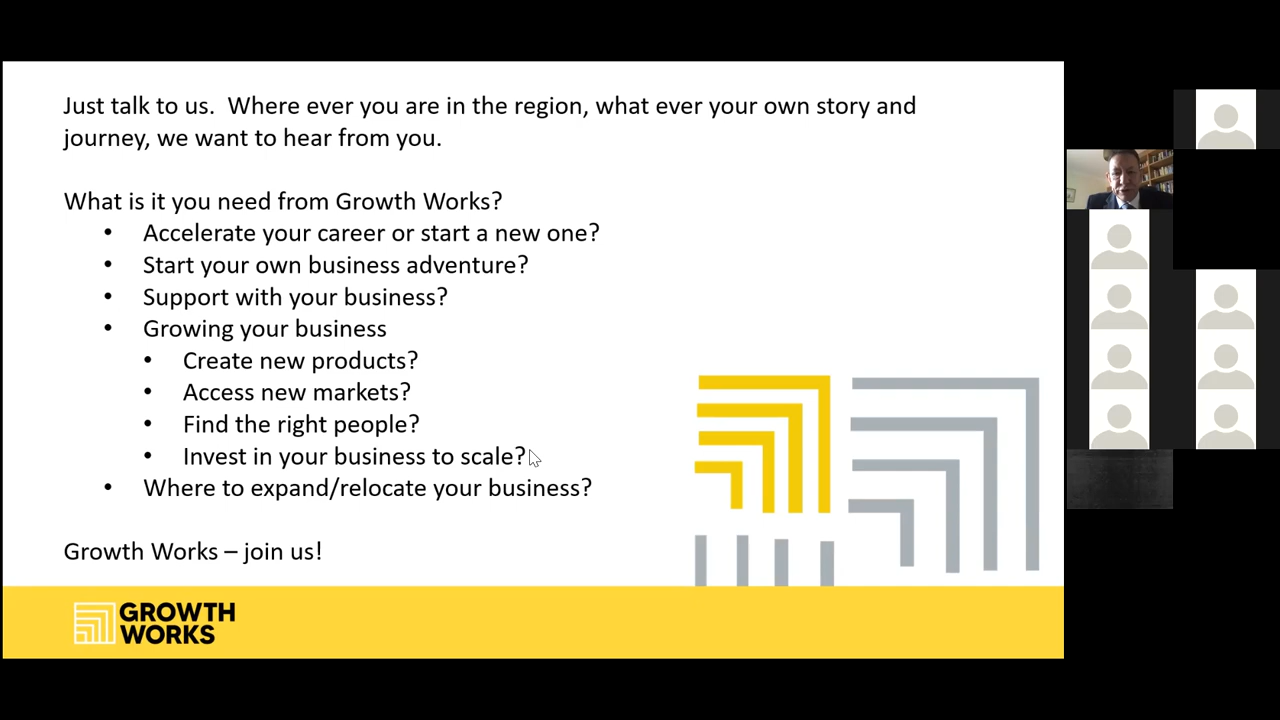 Just talk to us.  Where ever you are in the region, what ever your own story and
journey, we want to hear from you.
What is it you need from Growth Works?
• Accelerate your career or start a new one?
• Start your own business adventure?
• Support with your business?
• Growing your business
• Create new products?
• Access new markets?
• Find the right people?
• Invest in your business to scale?
• Where to expand/relocate your business?
Growth Works – join us!
GROWTH
WORKS